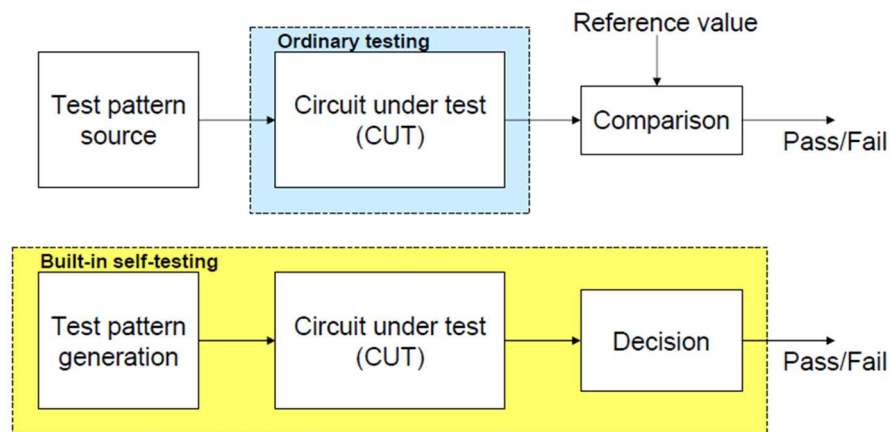 Ordinary testing
Reference value
Test pattern
source
Circuit under test
(CUT)
Comparison
Pass/Fail
Built-in self-testing
Test pattern
generation
Circuit under test
(CUT)
Decision
Pass/Fail